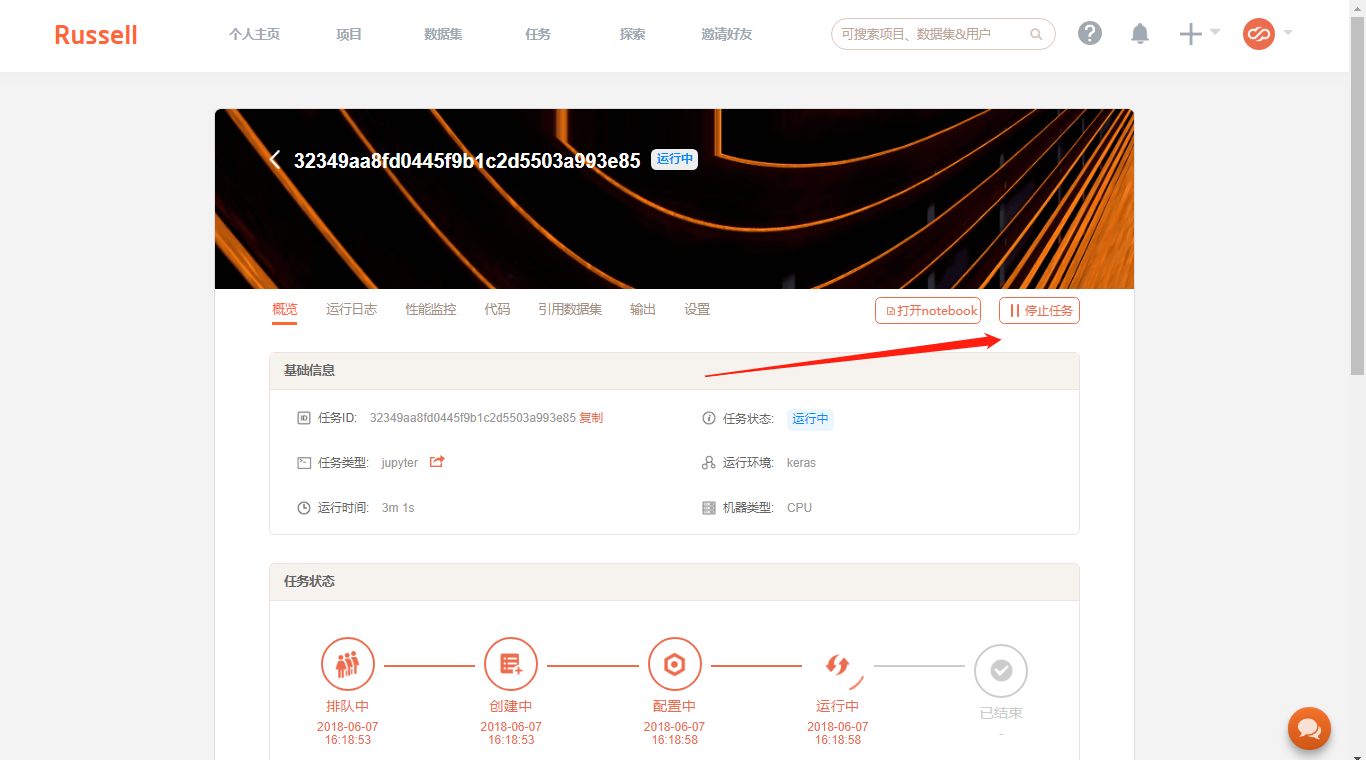 Russell 个人主页 项目 数据集 任务 探索 邀请好友 可搜索项目、数据集&用户
32349aa8fd0445f9b1c2d5503a993e85 运行中
概览 运行日志 性能监控 代码 引用数据集 输出 设置 打开notebook 停止任务
基础信息
任务ID: 32349aa8fd0445f9b1c2d5503a993e85 复制 任务状态: 运行中
任务类型: jupyter 运行环境: keras
运行时间: 3m 1s 机器类型: CPU
任务状态
排队中 创建中 配置中 运行中 已结束
2018-06-07 2018-06-07 2018-06-07 2018-06-07 -
16:18:53 16:18:53 16:18:58 16:18:58